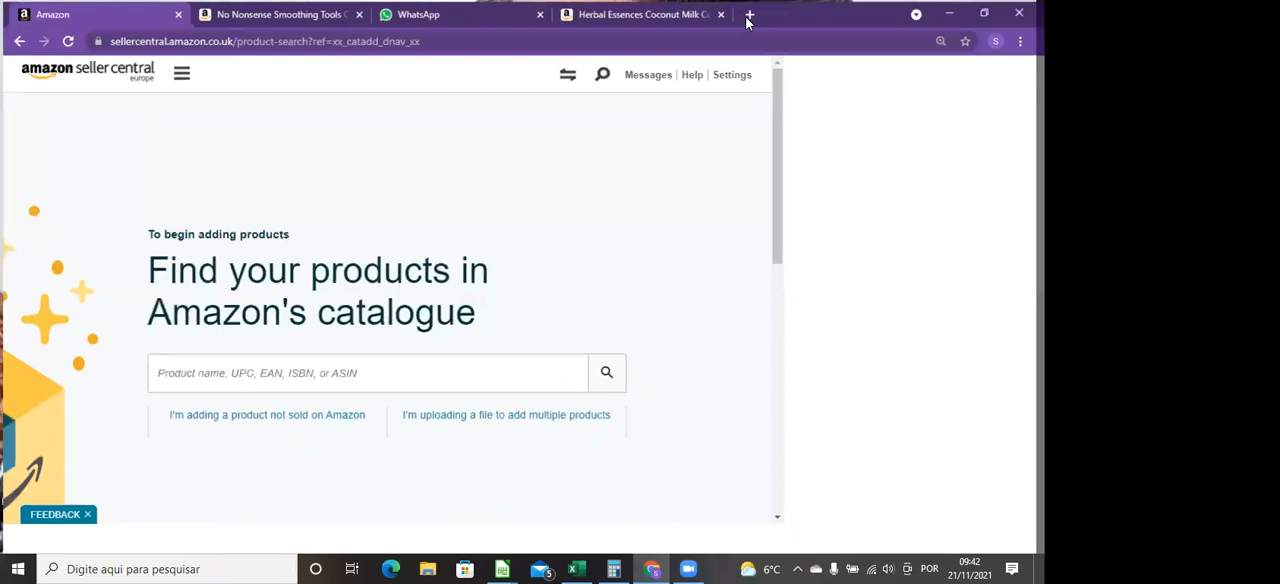 Amazon
No Nonsense Smoothing Tools
WhatsApp
Herbal Essences Coconut Milk
sellercentral.amazon.co.uk/product-search?ref=xx_catadd_dnav_xx
S
amazon seller central
europe
Messages | Help | Settings
To begin adding products
Find your products in
Amazon's catalogue
Product name, UPC, EAN, ISBN, or ASIN
I'm adding a product not sold on Amazon
I'm uploading a file to add multiple products
FEEDBACK
Digite aqui para pesquisar
5
6°C
POR
09:42
21/11/2021